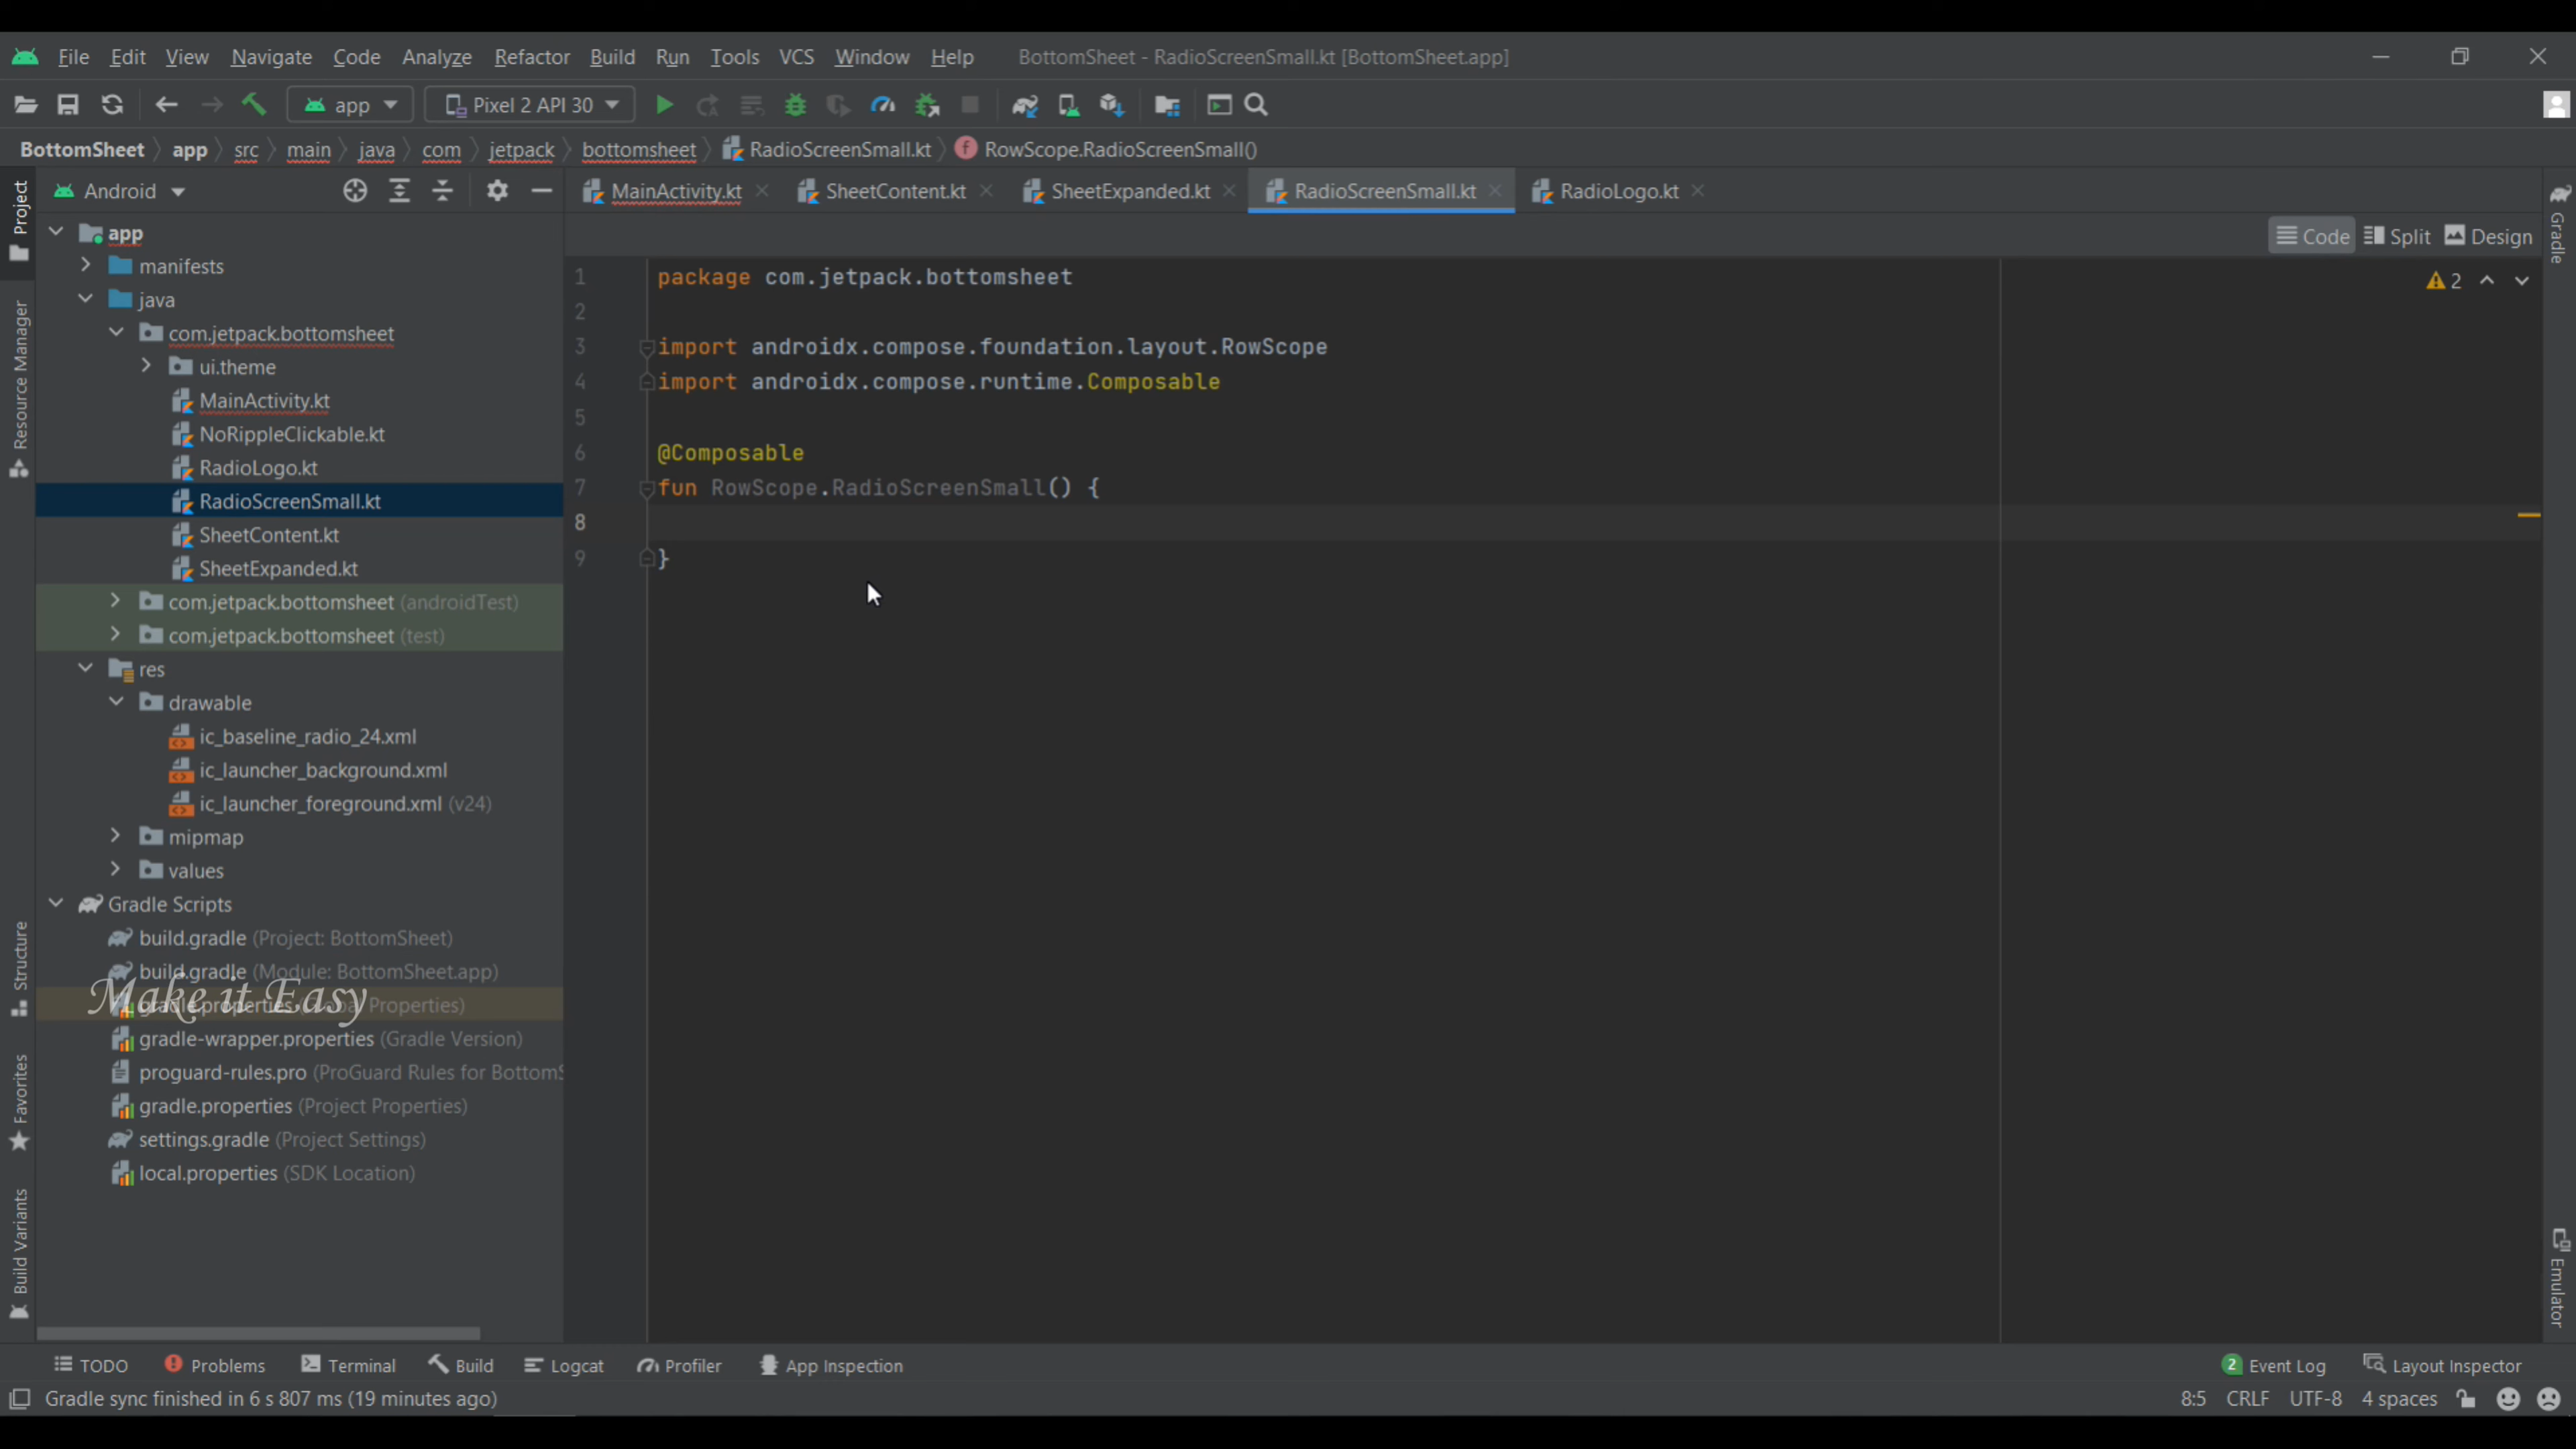 File Edit View Navigate Code Analyze Refactor Build Run Tools VCS Window Help BottomSheet - RadioScreenSmall.kt [BottomSheet.app]
app Pixel 2 API 30
BottomSheet app src main java com jetpack bottomsheet RadioScreenSmall.kt RowScope.RadioScreenSmall()
Android MainActivity.kt SheetContent.kt SheetExpanded.kt RadioScreenSmall.kt RadioLogo.kt
Code Split Design
2
Project
Resource Manager
Structure
Favorites
Build Variants
Gradle
Emulator
app
manifests
java
com.jetpack.bottomsheet
ui.theme
MainActivity.kt
NoRippleClickable.kt
RadioLogo.kt
RadioScreenSmall.kt
SheetContent.kt
SheetExpanded.kt
com.jetpack.bottomsheet (androidTest)
com.jetpack.bottomsheet (test)
res
drawable
ic_baseline_radio_24.xml
ic_launcher_background.xml
ic_launcher_foreground.xml (v24)
mipmap
values
Gradle Scripts
build.gradle (Project: BottomSheet)
build.gradle (Module: BottomSheet.app)
Make it Easy
gradle.properties (Global Properties)
gradle-wrapper.properties (Gradle Version)
proguard-rules.pro (ProGuard Rules for BottomS
gradle.properties (Project Properties)
settings.gradle (Project Settings)
local.properties (SDK Location)
1 package com.jetpack.bottomsheet
2
3 import androidx.compose.foundation.layout.RowScope
4 import androidx.compose.runtime.Composable
5
6 @Composable
7 fun RowScope.RadioScreenSmall() {
8
9 }
TODO Problems Terminal Build Logcat Profiler App Inspection 2 Event Log Layout Inspector
Gradle sync finished in 6 s 807 ms (19 minutes ago) 8:5 CRLF UTF-8 4 spaces